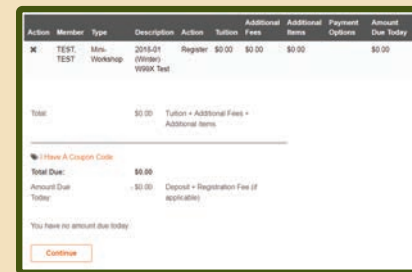 Action Member Type Description Action Tuition Additional Fees Additional Items Payment Options Amount Due Today
✖ TEST, TEST Mini-Workshop 2018-01 (Winter) W99X Test Register $0.00 $0.00 $0.00 $0.00
Total: $0.00 Tuition + Additional Fees + Additional Items
I Have A Coupon Code
Total Due: $0.00
Amount Due Today - $0.00 Deposit + Registration Fee (if applicable)
You have no amount due today.
Continue